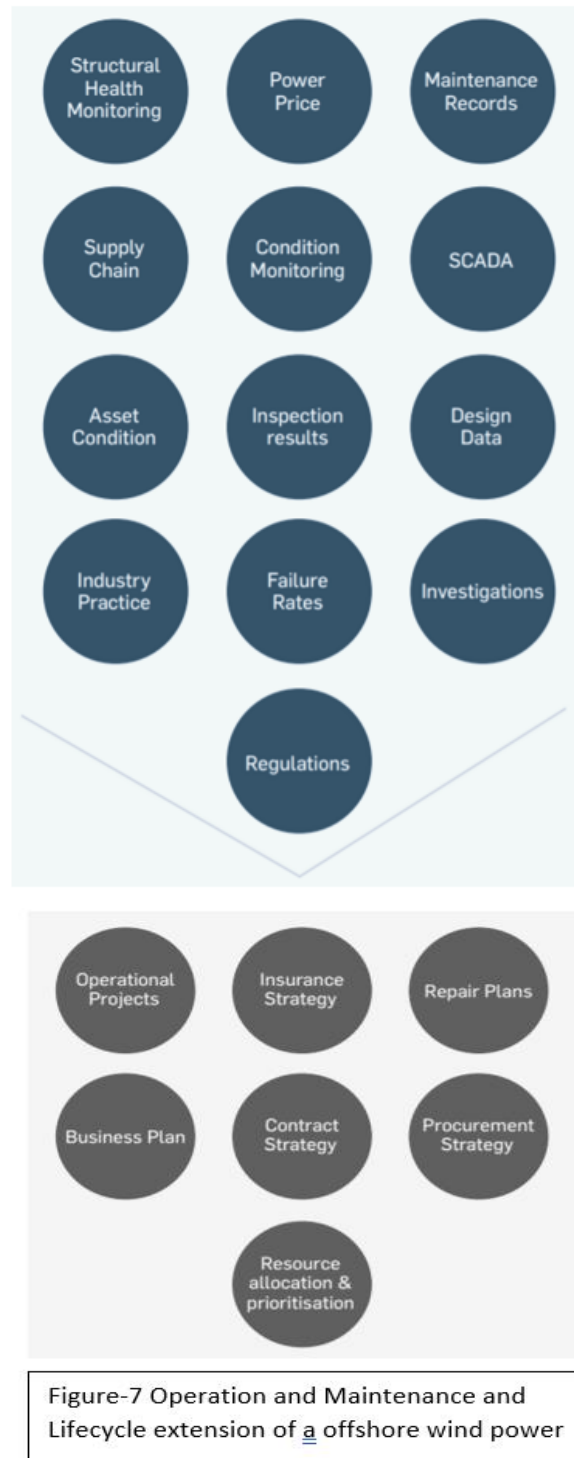 Structural
Health
Monitoring
Power
Price
Maintenance
Records
Supply
Chain
Condition
Monitoring
SCADA
Asset
Condition
Inspection
results
Design
Data
Industry
Practice
Failure
Rates
Investigations
Regulations
Operational
Projects
Insurance
Strategy
Repair Plans
Business Plan
Contract
Strategy
Procurement
Strategy
Resource
allocation &
prioritisation
Figure-7 Operation and Maintenance and
Lifecycle extension of a offshore wind power